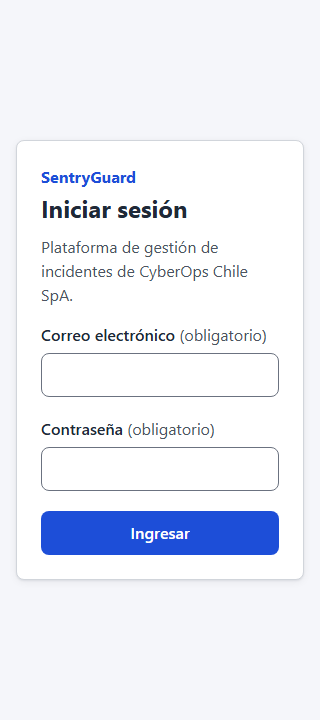 SentryGuard
Iniciar sesión
Plataforma de gestión de
incidentes de CyberOps Chile
SpA.
Correo electrónico (obligatorio)
Contraseña (obligatorio)
Ingresar